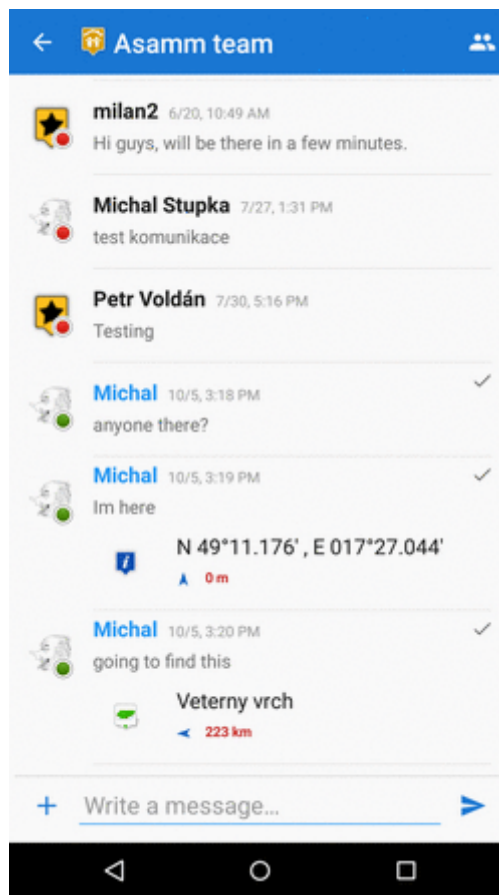 Asamm team
milan2 6/20, 10:49 AM
Hi guys, will be there in a few minutes.
Michal Stupka 7/27, 1:31 PM
test komunikace
Petr Voldán 7/30, 5:16 PM
Testing
Michal 10/5, 3:18 PM
anyone there?
Michal 10/5, 3:19 PM
Im here
N 49°11.176' , E 017°27.044'
0 m
Michal 10/5, 3:20 PM
going to find this
Veterny vrch
223 km
Write a message...